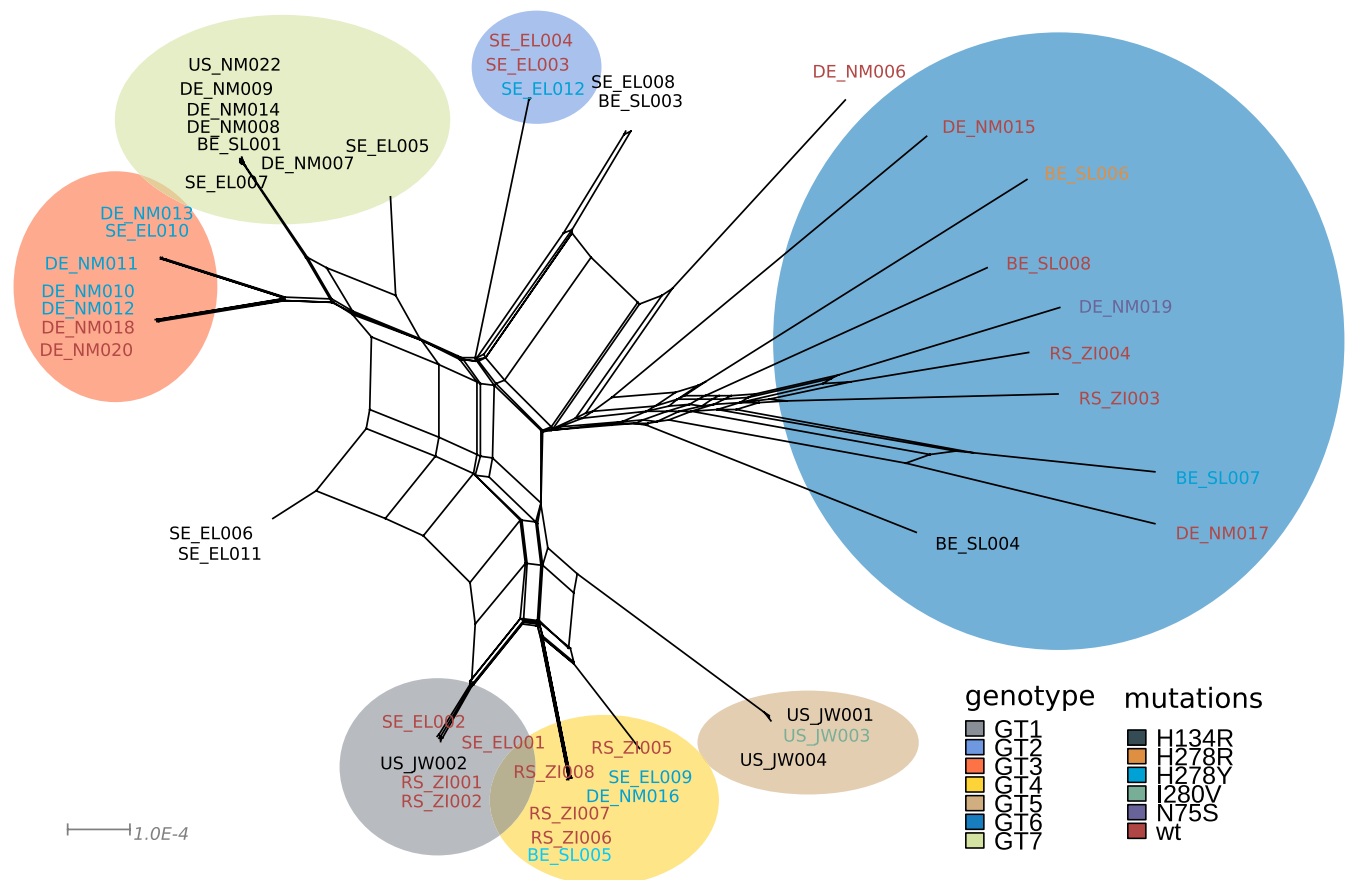 SE_EL004
SE_EL003
SE_EL012
SE_EL008
BE_SL003
US_NM022
DE_NM009
DE_NM014
DE_NM008
BE_SL001
DE_NM007
SE_EL005
SE_EL007
DE_NM013
SE_EL010
DE_NM011
DE_NM010
DE_NM012
DE_NM018
DE_NM020
DE_NM006
DE_NM015
BE_SL006
BE_SL008
DE_NM019
RS_ZI004
RS_ZI003
BE_SL007
DE_NM017
BE_SL004
SE_EL006
SE_EL011
SE_EL002
SE_EL001
US_JW002
RS_ZI001
RS_ZI002
RS_ZI005
RS_ZI008
SE_EL009
DE_NM016
RS_ZI007
RS_ZI006
BE_SL005
US_JW001
US_JW003
US_JW004
1.0E-4
genotype
GT1
GT2
GT3
GT4
GT5
GT6
GT7
mutations
H134R
H278R
H278Y
I280V
N75S
wt